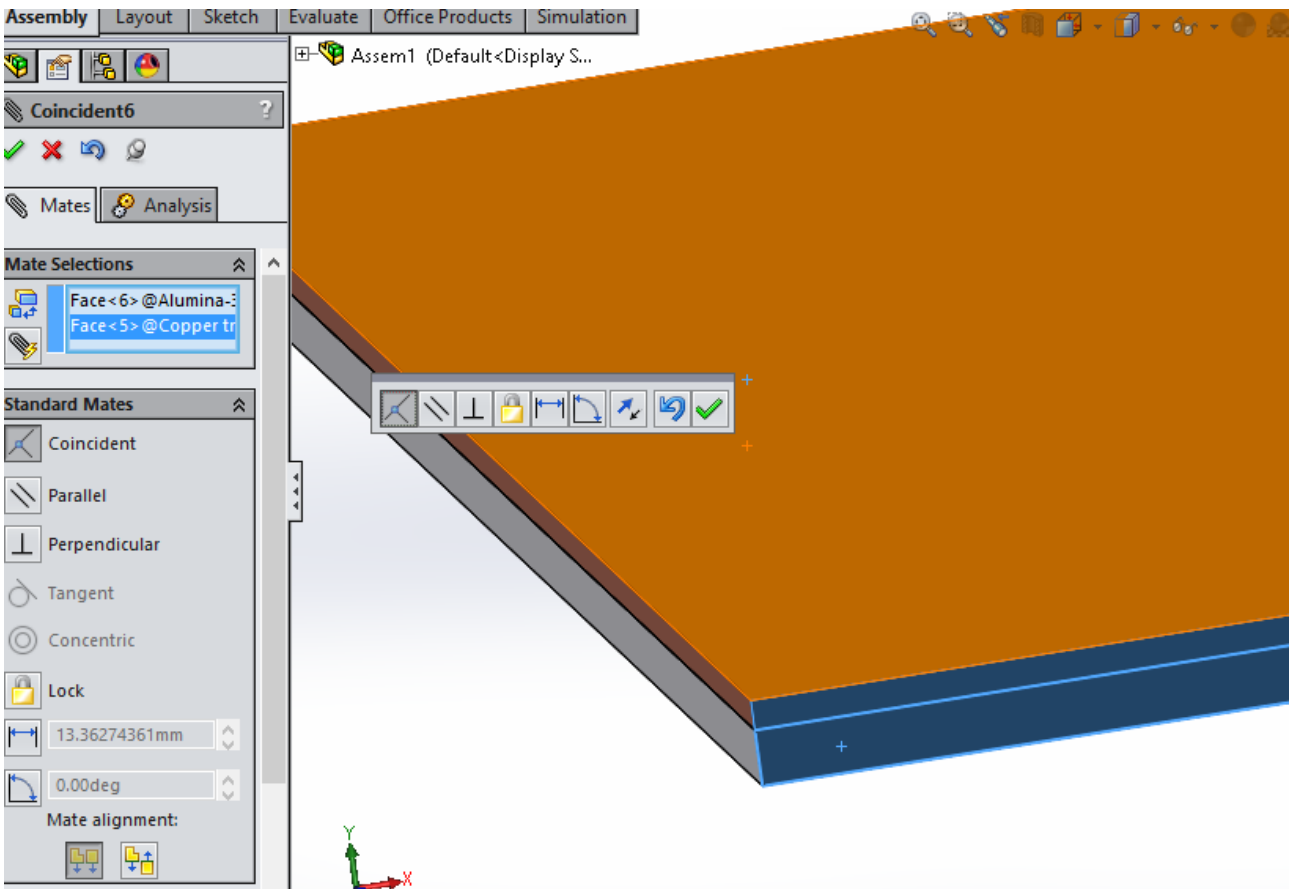 Assembly Layout Sketch Evaluate Office Products Simulation
Assem1 (Default<Display S...
Coincident6 ?
Mates Analysis
Mate Selections
Face<6>@Alumina-3
Face<5>@Copper tr
Standard Mates
Coincident
Parallel
Perpendicular
Tangent
Concentric
Lock
13.36274361mm
0.00deg
Mate alignment:
Y
X